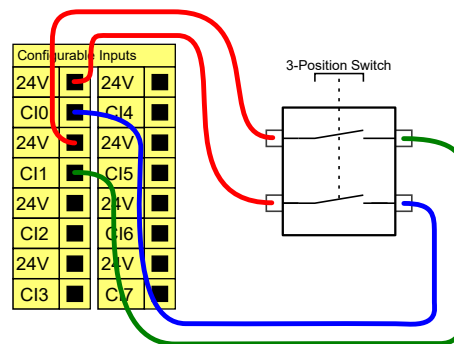 Configurable Inputs
24V 24V
CI0 CI4
24V 24V
CI1 CI5
24V 24V
CI2 CI6
24V 24V
CI3 CI7
3-Position Switch